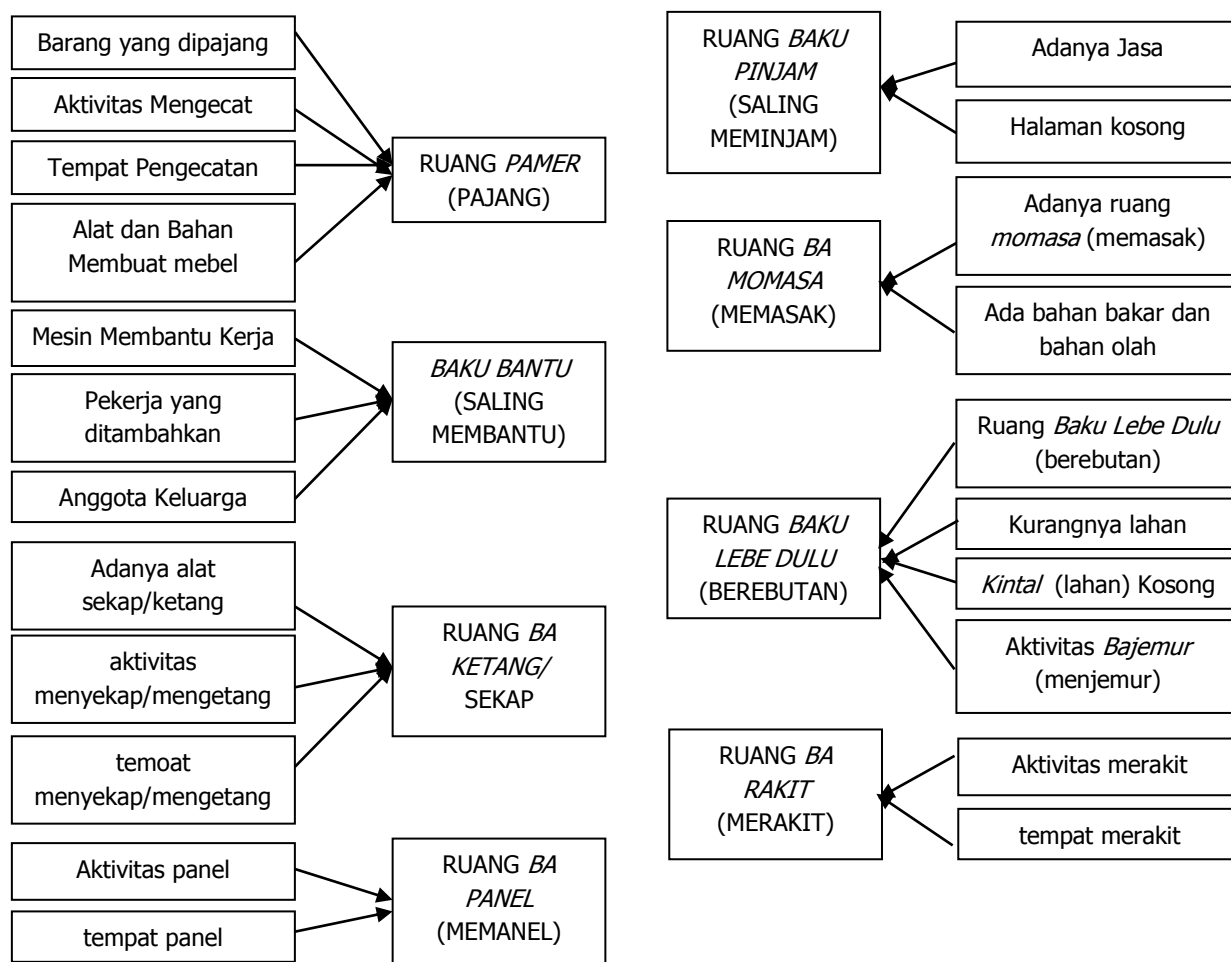 Barang yang dipajang
Aktivitas Mengecat
Tempat Pengecatan
Alat dan Bahan
Membuat mebel
RUANG PAMER
(PAJANG)
Mesin Membantu Kerja
Pekerja yang
ditambahkan
Anggota Keluarga
BAKU BANTU
(SALING
MEMBANTU)
Adanya alat
sekap/ketang
aktivitas
menyekap/mengetang
temoat
menyekap/mengetang
RUANG BA
KETANG/
SEKAP
Aktivitas panel
tempat panel
RUANG BA
PANEL
(MEMANEL)
RUANG BAKU
PINJAM
(SALING
MEMINJAM)
Adanya Jasa
Halaman kosong
RUANG BA
MOMASA
(MEMASAK)
Adanya ruang
momasa (memasak)
Ada bahan bakar dan
bahan olah
RUANG BAKU
LEBE DULU
(BEREBUTAN)
Ruang Baku Lebe Dulu
(berebutan)
Kurangnya lahan
Kintal (lahan) Kosong
Aktivitas Bajemur
(menjemur)
RUANG BA
RAKIT
(MERAKIT)
Aktivitas merakit
tempat merakit